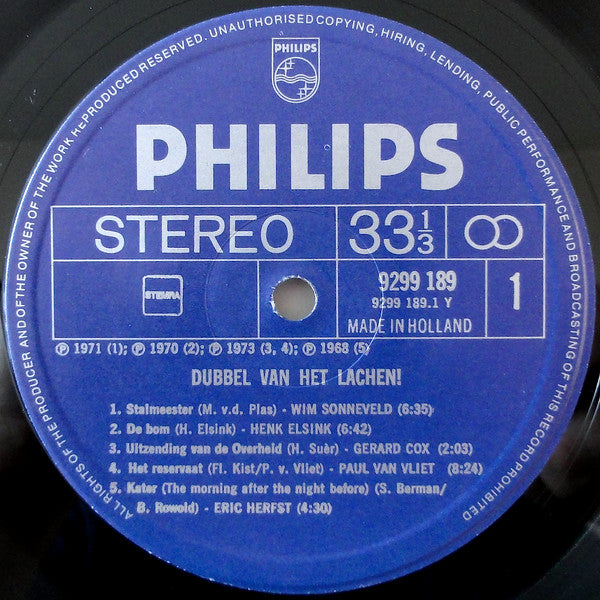 ALL RIGHTS OF THE PRODUCER AND OF THE OWNER OF THE WORK REPRODUCED RESERVED. UNAUTHORISED COPYING, HIRING, LENDING, PUBLIC PERFORMANCE AND BROADCASTING OF THIS RECORD PROHIBITED
PHILIPS
PHILIPS
STEREO 33 1/3
STEMRA 9299 189 1
9299 189.1 Y
MADE IN HOLLAND
℗ 1971 (1); ℗ 1970 (2); ℗ 1973 (3, 4); ℗ 1968 (5)
DUBBEL VAN HET LACHEN!
1. Stalmeester (M. v.d. Plas) - WIM SONNEVELD (6:35)
2. De bom (H. Elsink) - HENK ELSINK (6:42)
3. Uitzending van de Overheid (H. Suèr) - GERARD COX (2:03)
4. Het reservaat (Fl. Kist/P. v. Vliet) - PAUL VAN VLIET (8:24)
5. Kater (The morning after the night before) (S. Berman/
B. Rowold) - ERIC HERFST (4:30)